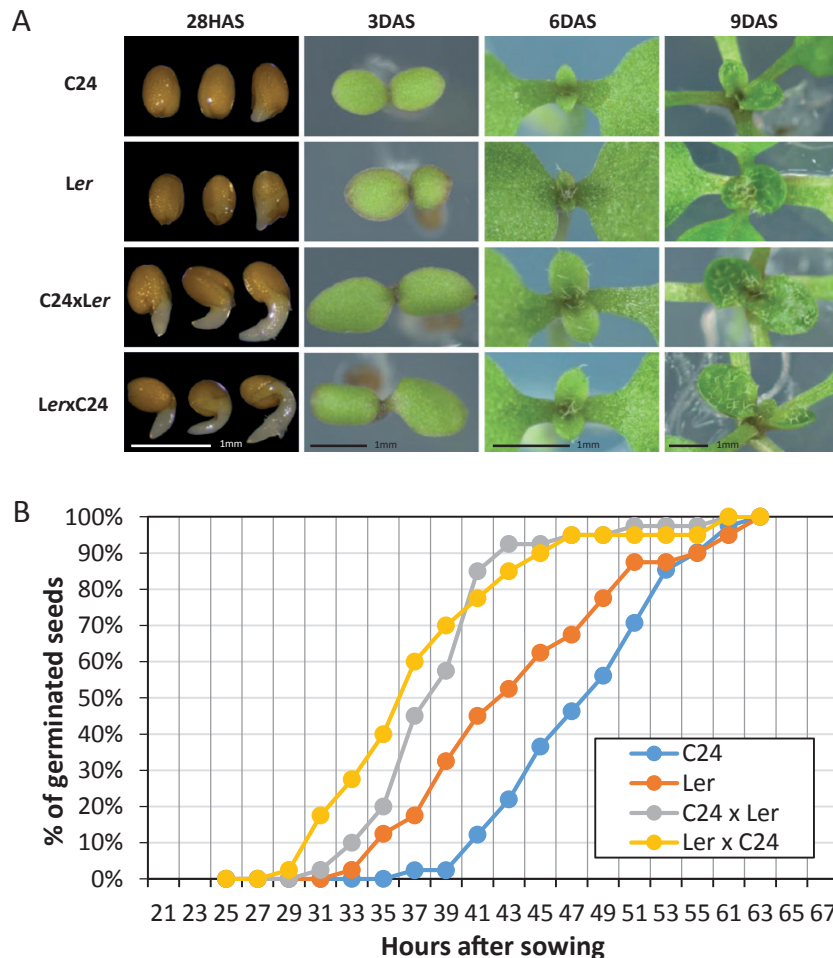 A
28HAS 3DAS 6DAS 9DAS
C24
Ler
C24xLer
LerxC24
1mm 1mm 1mm 1mm
B
100%
90%
80%
70%
60%
50%
40%
30%
20%
10%
0%
% of germinated seeds
C24
Ler
C24 x Ler
Ler x C24
21 23 25 27 29 31 33 35 37 39 41 43 45 47 49 51 53 55 61 63 65 67
Hours after sowing